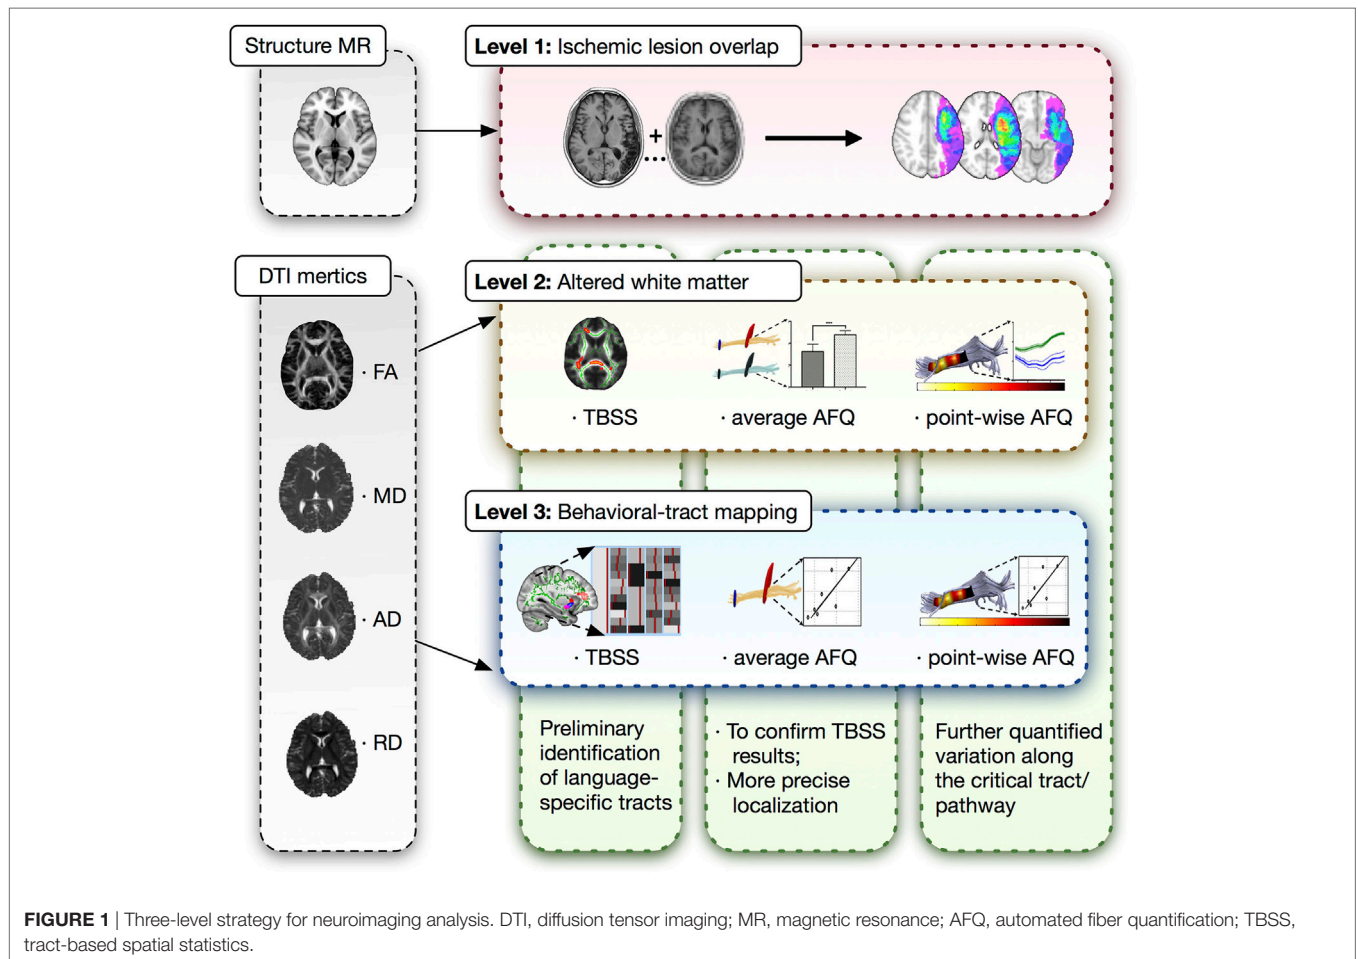 Structure MR
Level 1: Ischemic lesion overlap
+
...
DTI mertics
· FA
· MD
· AD
· RD
Level 2: Altered white matter
· TBSS
· average AFQ
· point-wise AFQ
Level 3: Behavioral-tract mapping
· TBSS
· average AFQ
· point-wise AFQ
Preliminary
identification
of language-
specific tracts
· To confirm TBSS
results;
· More precise
localization
Further quantified
variation along
the critical tract/
pathway
FIGURE 1 | Three-level strategy for neuroimaging analysis. DTI, diffusion tensor imaging; MR, magnetic resonance; AFQ, automated fiber quantification; TBSS,
tract-based spatial statistics.